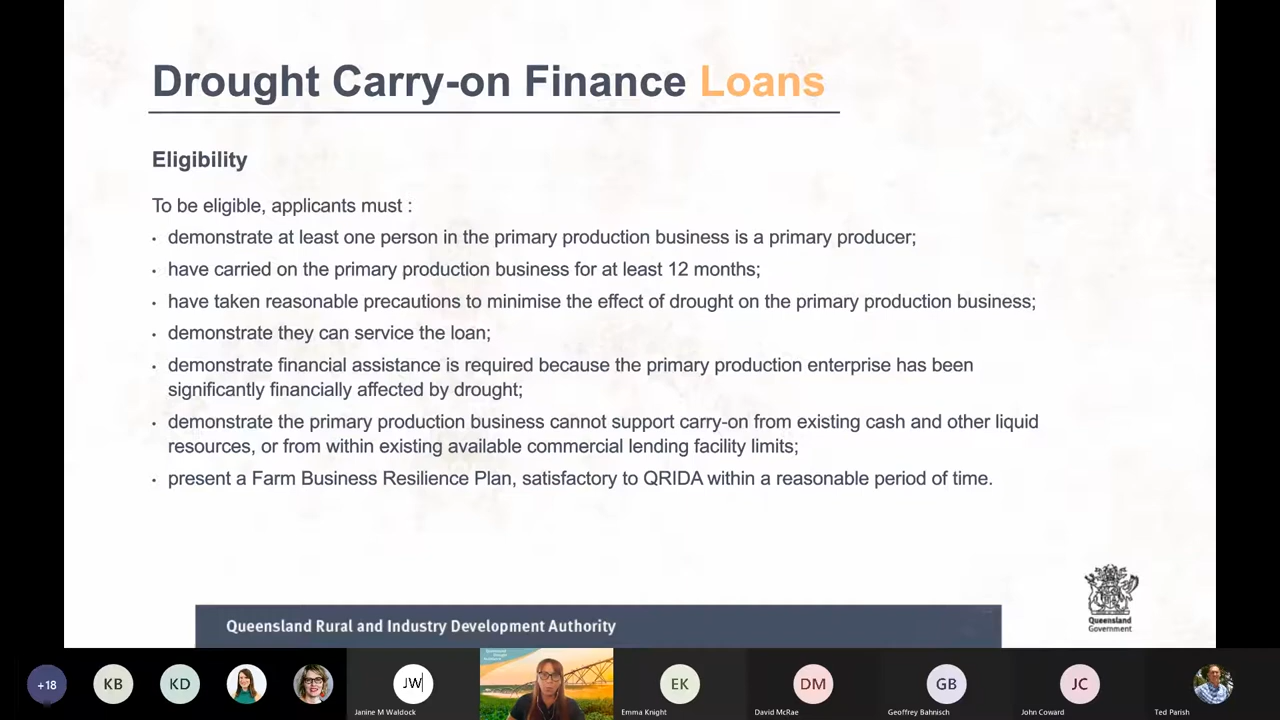 Drought Carry-on Finance Loans
Eligibility
To be eligible, applicants must :
• demonstrate at least one person in the primary production business is a primary producer;
• have carried on the primary production business for at least 12 months;
• have taken reasonable precautions to minimise the effect of drought on the primary production business;
• demonstrate they can service the loan;
• demonstrate financial assistance is required because the primary production enterprise has been
significantly financially affected by drought;
• demonstrate the primary production business cannot support carry-on from existing cash and other liquid
resources, or from within existing available commercial lending facility limits;
• present a Farm Business Resilience Plan, satisfactory to QRIDA within a reasonable period of time.
Queensland Rural and Industry Development Authority
Queensland
Government
+18
KB
KD
JW
Janine M Waldock
EK
Emma Knight
DM
David McRae
GB
Geoffrey Bahnisch
JC
John Coward
Ted Parish